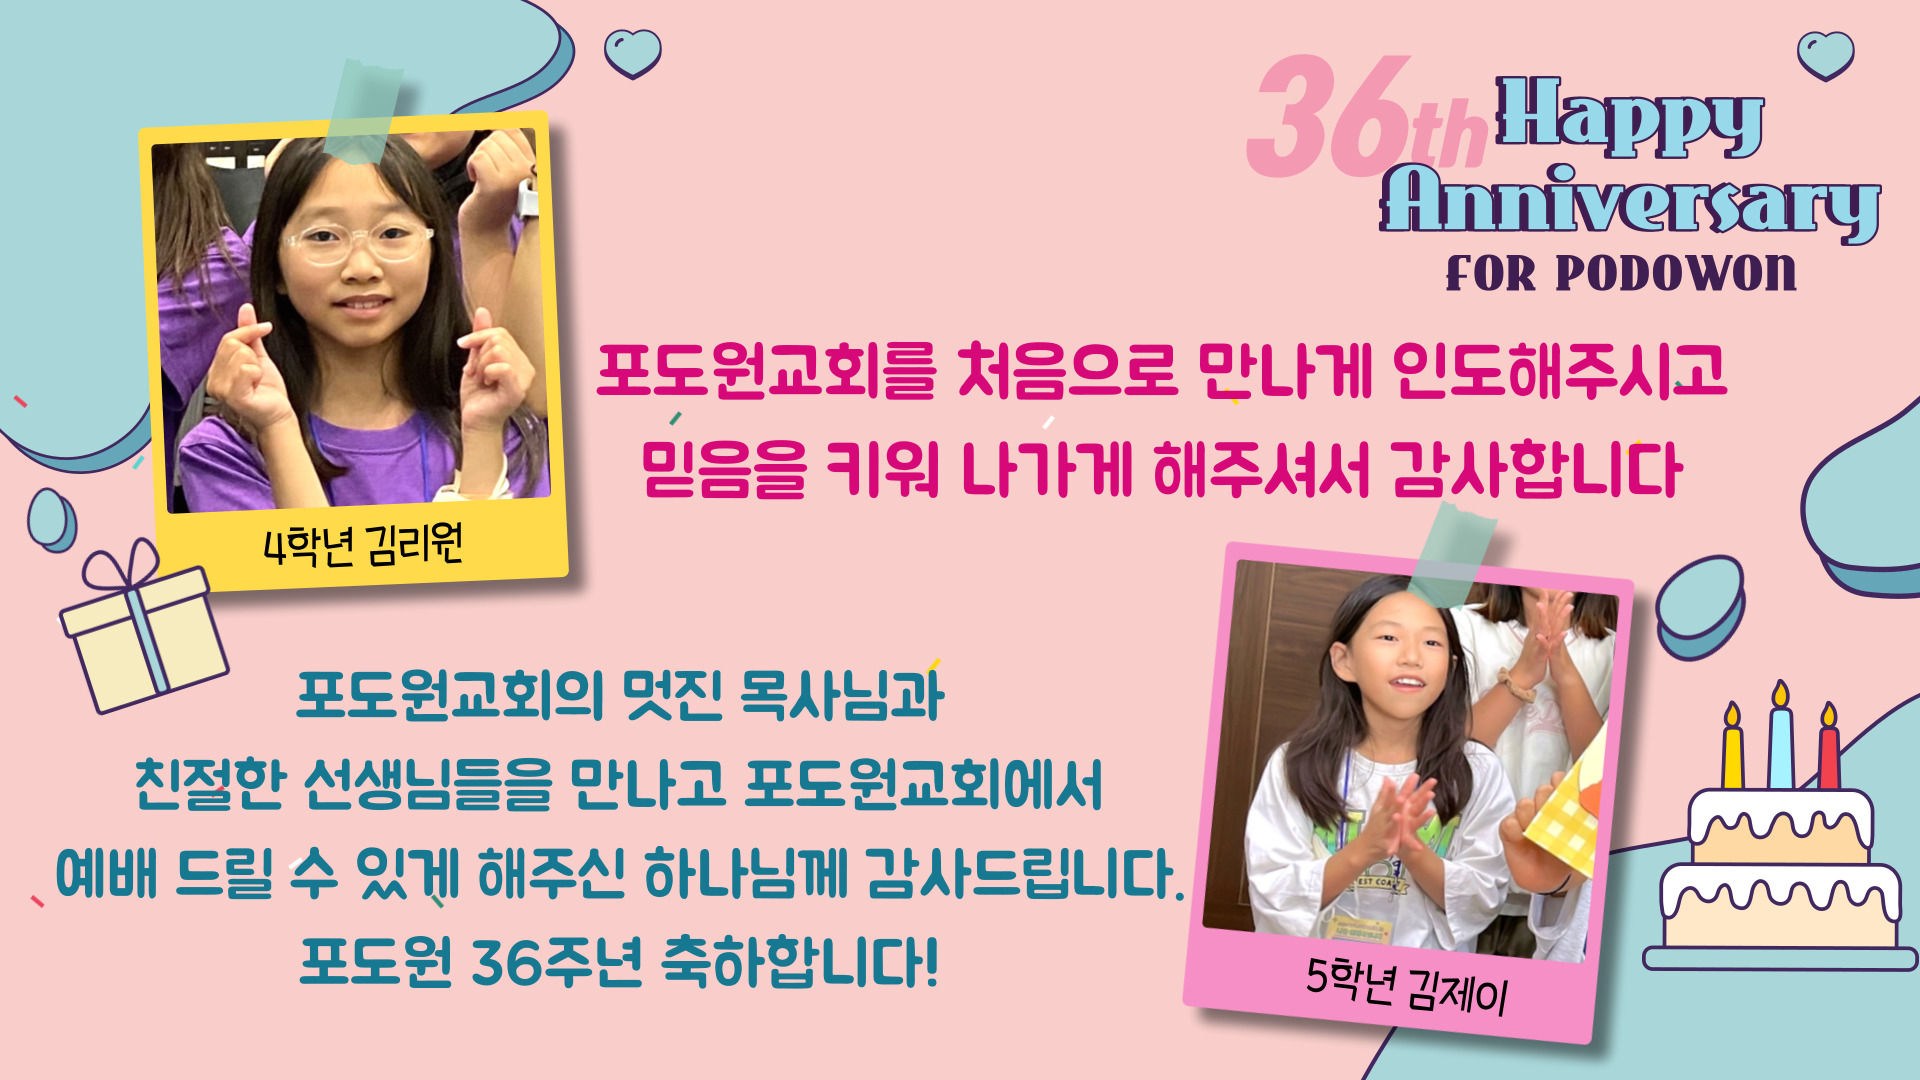 36th Happy
Anniversary
FOR PODOWON
포도원교회를 처음으로 만나게 인도해주시고
믿음을 키워 나가게 해주셔서 감사합니다
4학년 김리원
포도원교회의 멋진 목사님과
친절한 선생님들을 만나고 포도원교회에서
예배 드릴 수 있게 해주신 하나님께 감사드립니다.
포도원 36주년 축하합니다!
5학년 김제이